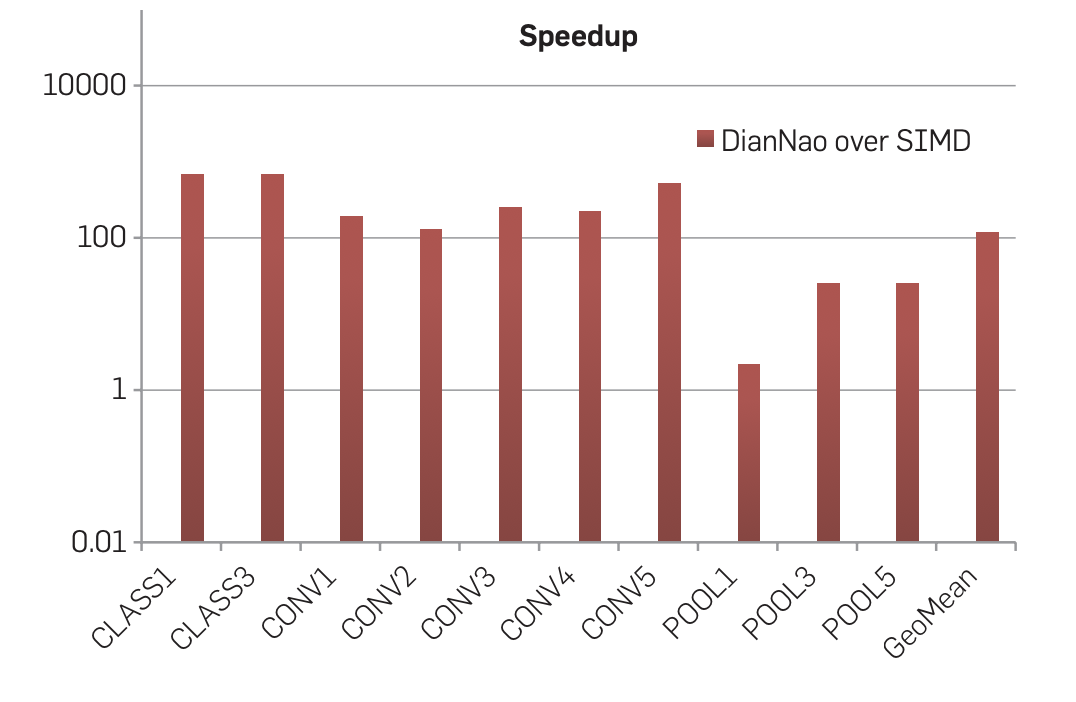 Speedup
10000
DianNao over SIMD
100
1
0.01
CLASS1
CLASS3
CONV1
CONV2
CONV3
CONV4
CONV5
POOL1
POOL3
POOL5
GeoMean